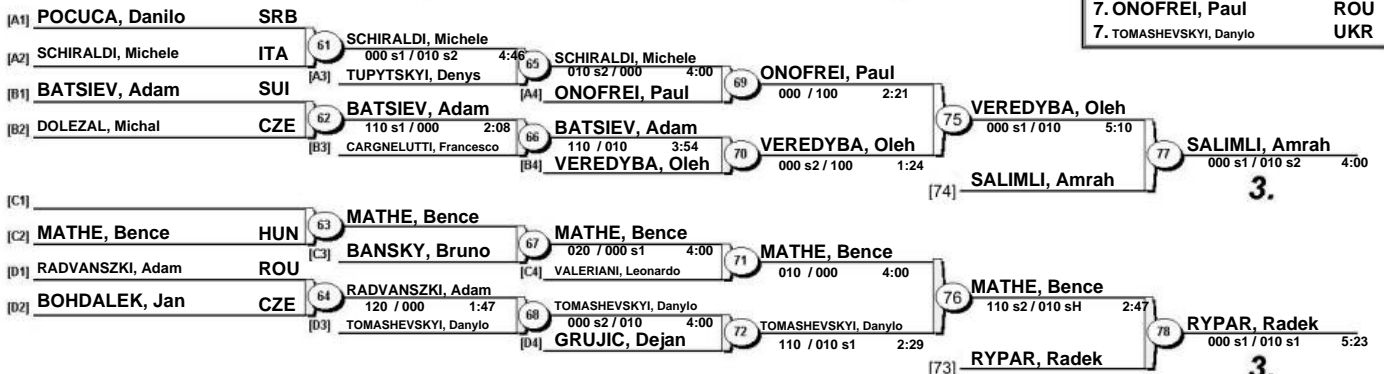 7. ONOFREI, Paul ROU
7. TOMASHEVSKYI, Danylo UKR
[A1] POCUCA, Danilo SRB
[A2] SCHIRALDI, Michele ITA
61 SCHIRALDI, Michele
000 s1 / 010 s2 4:46
[A3] TUPYTSKYI, Denys
65 SCHIRALDI, Michele
010 s2 / 000 4:00
[A4] ONOFREI, Paul
69 ONOFREI, Paul
000 / 100 2:21
[B1] BATSIEV, Adam SUI
[B2] DOLEZAL, Michal CZE
62 BATSIEV, Adam
110 s1 / 000 2:08
[B3] CARGNELUTTI, Francesco
66 BATSIEV, Adam
110 / 010 3:54
[B4] VEREDYBA, Oleh
70 VEREDYBA, Oleh
000 s2 / 100 1:24
75 VEREDYBA, Oleh
000 s1 / 010 5:10
[74] SALIMLI, Amrah
77 SALIMLI, Amrah
000 s1 / 010 s2 4:00
3.
[C1]
[C2] MATHE, Bence HUN
63 MATHE, Bence
[C3] BANSKY, Bruno
67 MATHE, Bence
020 / 000 s1 4:00
[C4] VALERIANI, Leonardo
71 MATHE, Bence
010 / 000 4:00
[D1] RADVANSZKI, Adam ROU
[D2] BOHDALEK, Jan CZE
64 RADVANSZKI, Adam
120 / 000 1:47
[D3] TOMASHEVSKYI, Danylo
68 TOMASHEVSKYI, Danylo
000 s2 / 010 4:00
[D4] GRUJIC, Dejan
72 TOMASHEVSKYI, Danylo
110 / 010 s1 2:29
76 MATHE, Bence
110 s2 / 010 sH 2:47
[73] RYPAR, Radek
78 RYPAR, Radek
000 s1 / 010 s1 5:23
3.